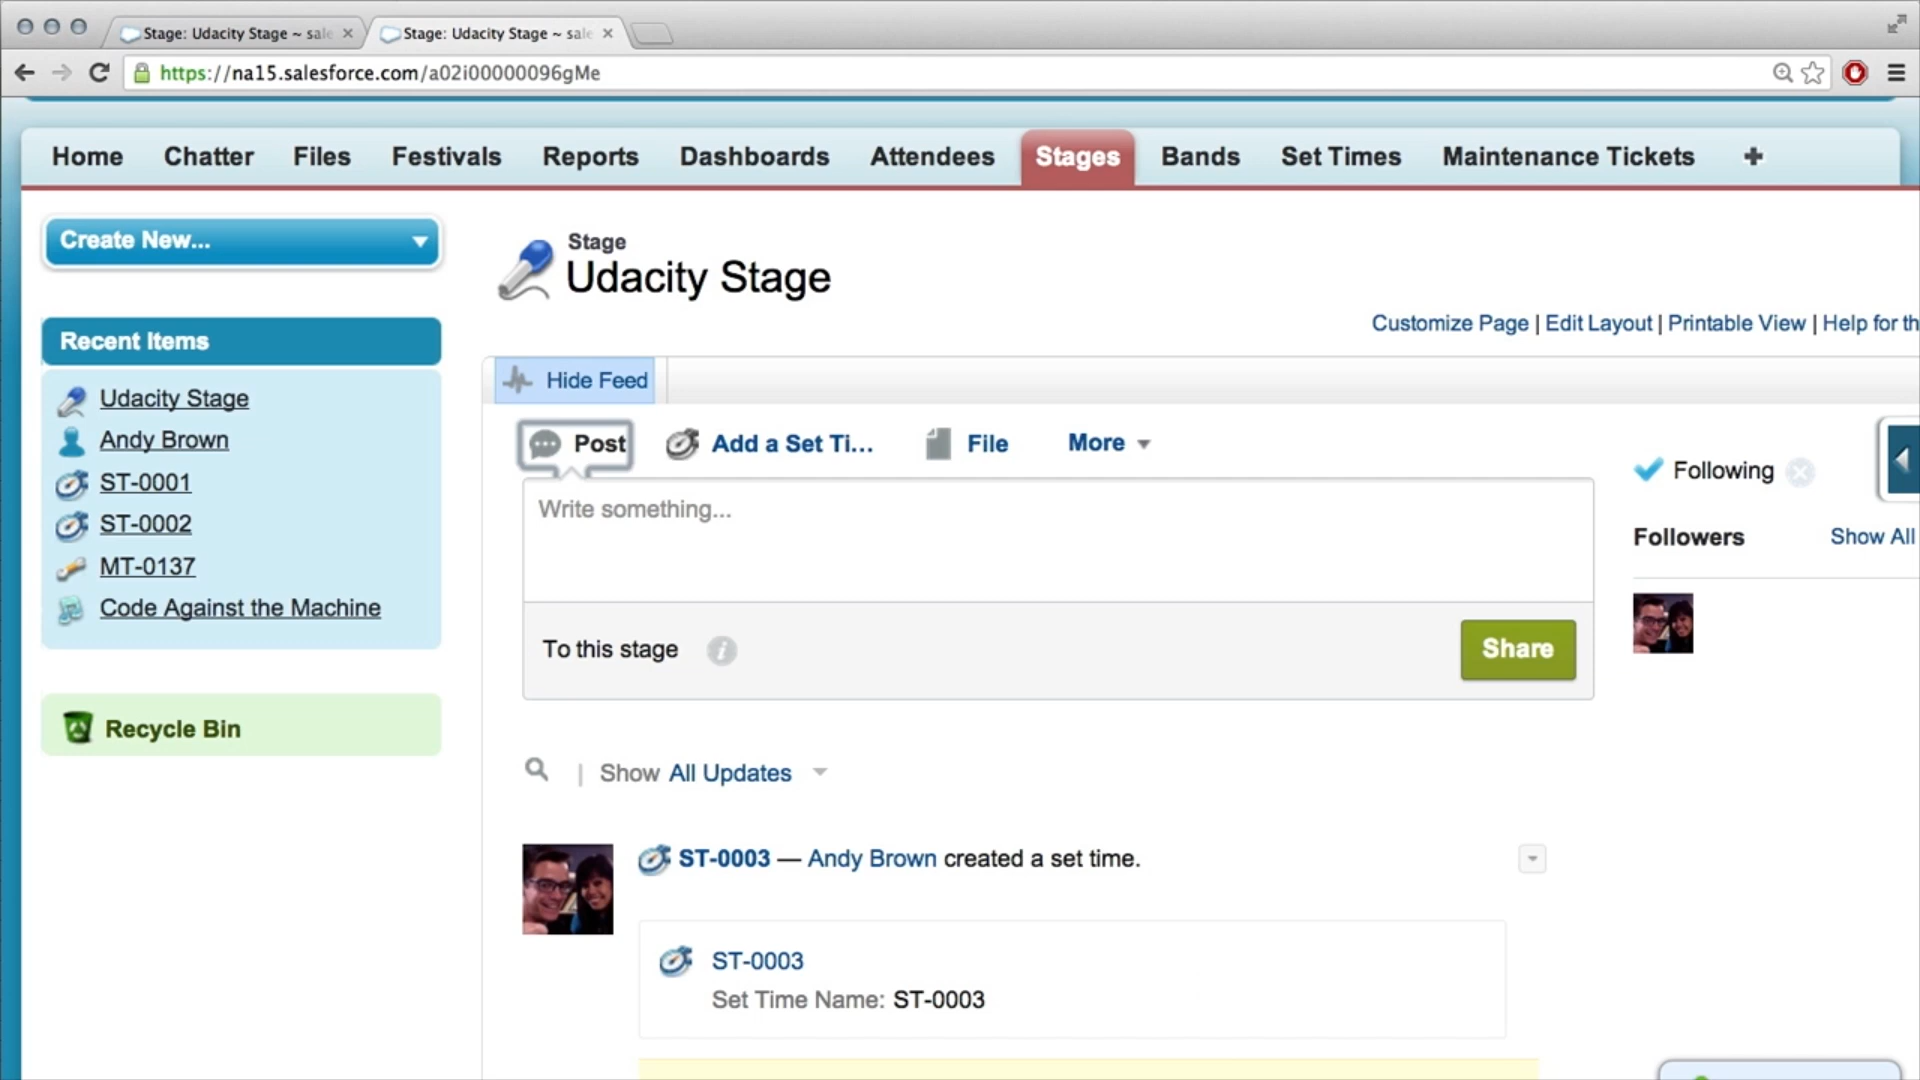 Stage: Udacity Stage ~ sale
Stage: Udacity Stage ~ sale
https://na15.salesforce.com/a02i00000096gMe
Home Chatter Files Festivals Reports Dashboards Attendees Stages Bands Set Times Maintenance Tickets +
Create New...
Stage
Udacity Stage
Customize Page | Edit Layout | Printable View | Help for th
Recent Items
Udacity Stage
Andy Brown
ST-0001
ST-0002
MT-0137
Code Against the Machine
Recycle Bin
Hide Feed
Post Add a Set Ti... File More
Write something...
To this stage
Share
Following
Followers Show All
Show All Updates
ST-0003 — Andy Brown created a set time.
ST-0003
Set Time Name: ST-0003